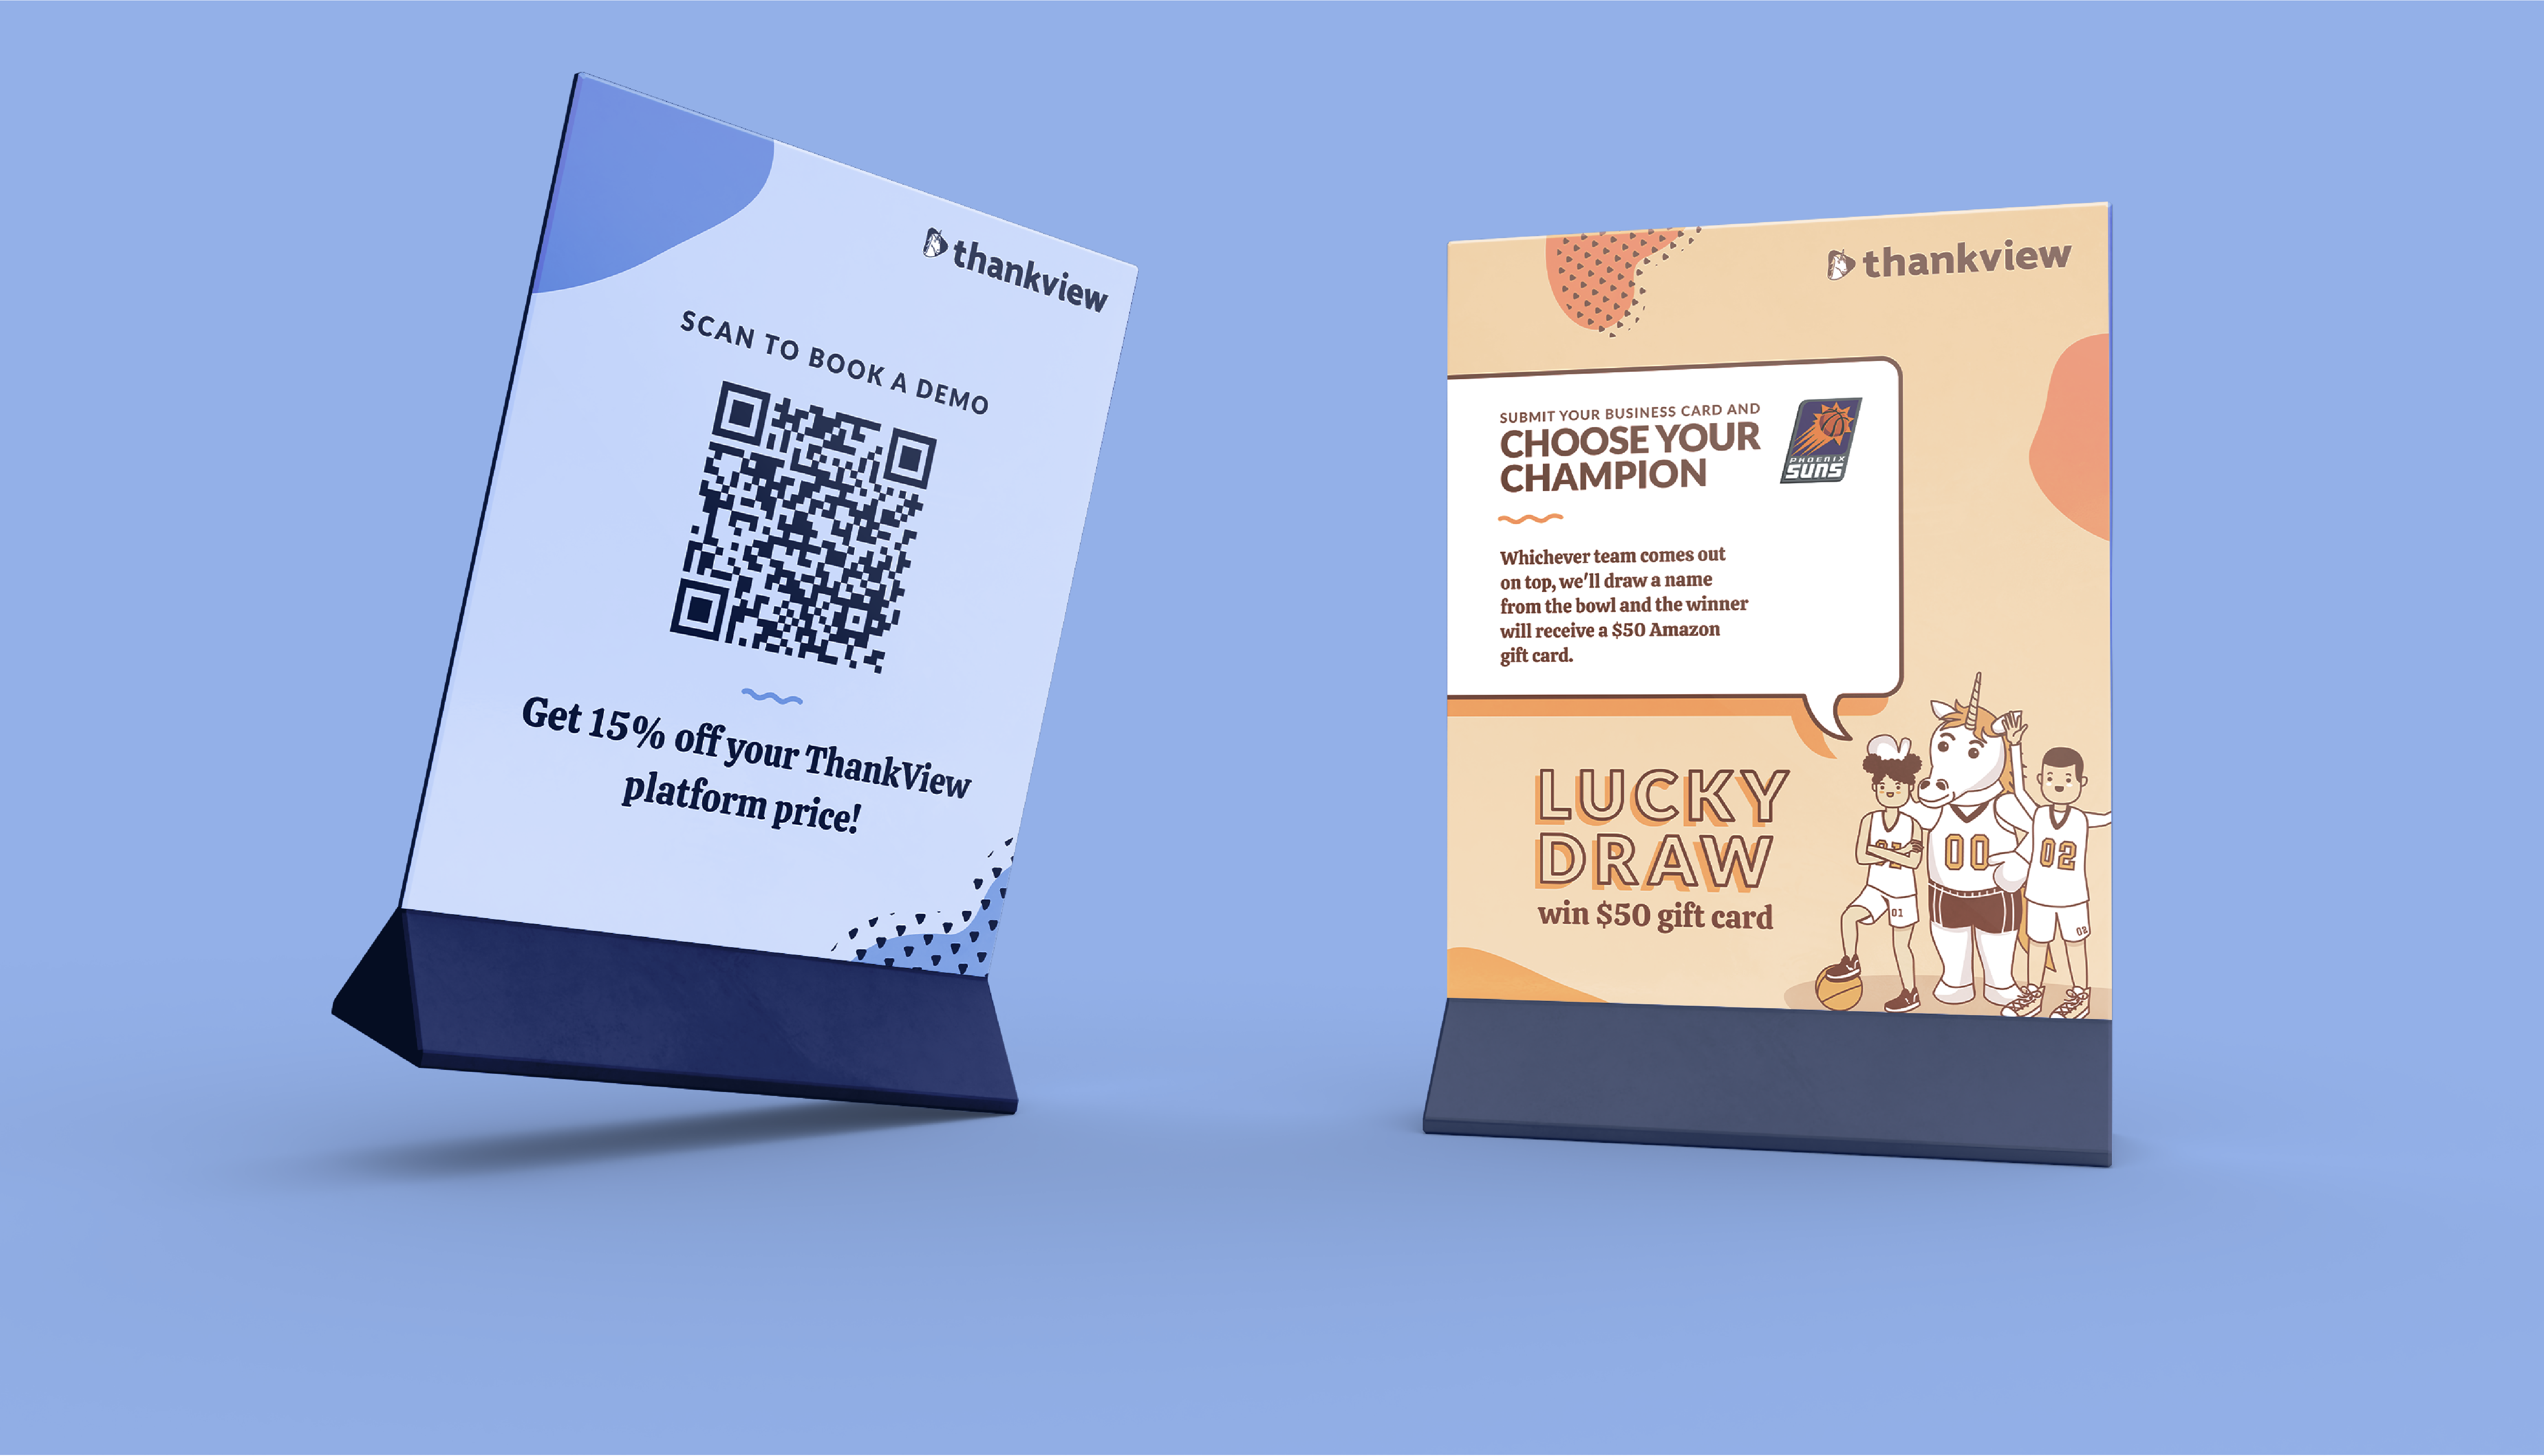 thankview
SCAN TO BOOK A DEMO
Get 15% off your ThankView
platform price!
thankview
SUBMIT YOUR BUSINESS CARD AND
CHOOSE YOUR
CHAMPION
PHOENIX
SUNS
Whichever team comes out
on top, we'll draw a name
from the bowl and the winner
will receive a $50 Amazon
gift card.
LUCKY
DRAW
win $50 gift card
00
02
01
02